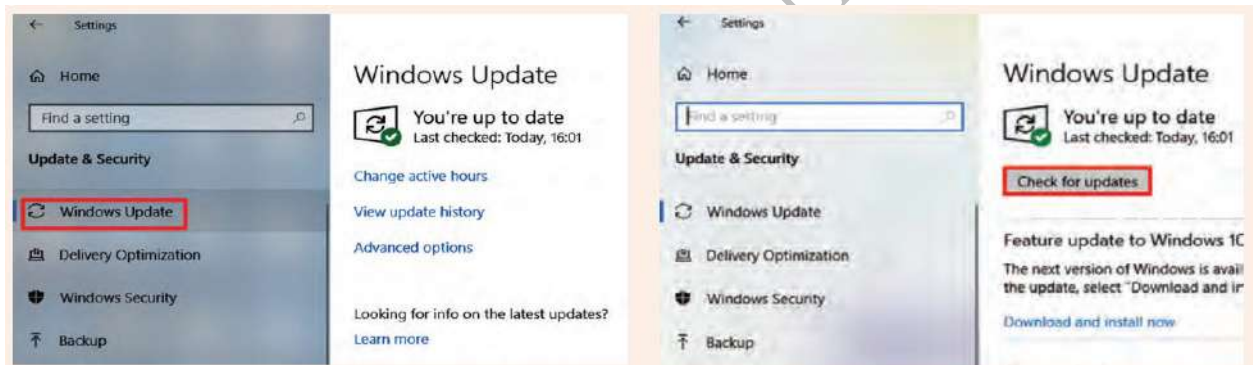 Settings
Home
Find a setting
Update & Security
Windows Update
Delivery Optimization
Windows Security
Backup
Windows Update
You're up to date
Last checked: Today, 16:01
Change active hours
View update history
Advanced options
Looking for info on the latest updates?
Learn more
Settings
Home
Find a setting
Update & Security
Windows Update
Delivery Optimization
Windows Security
Backup
Windows Update
You're up to date
Last checked: Today, 16:01
Check for updates
Feature update to Windows 10
The next version of Windows is avail
the update, select "Download and in
Download and install now